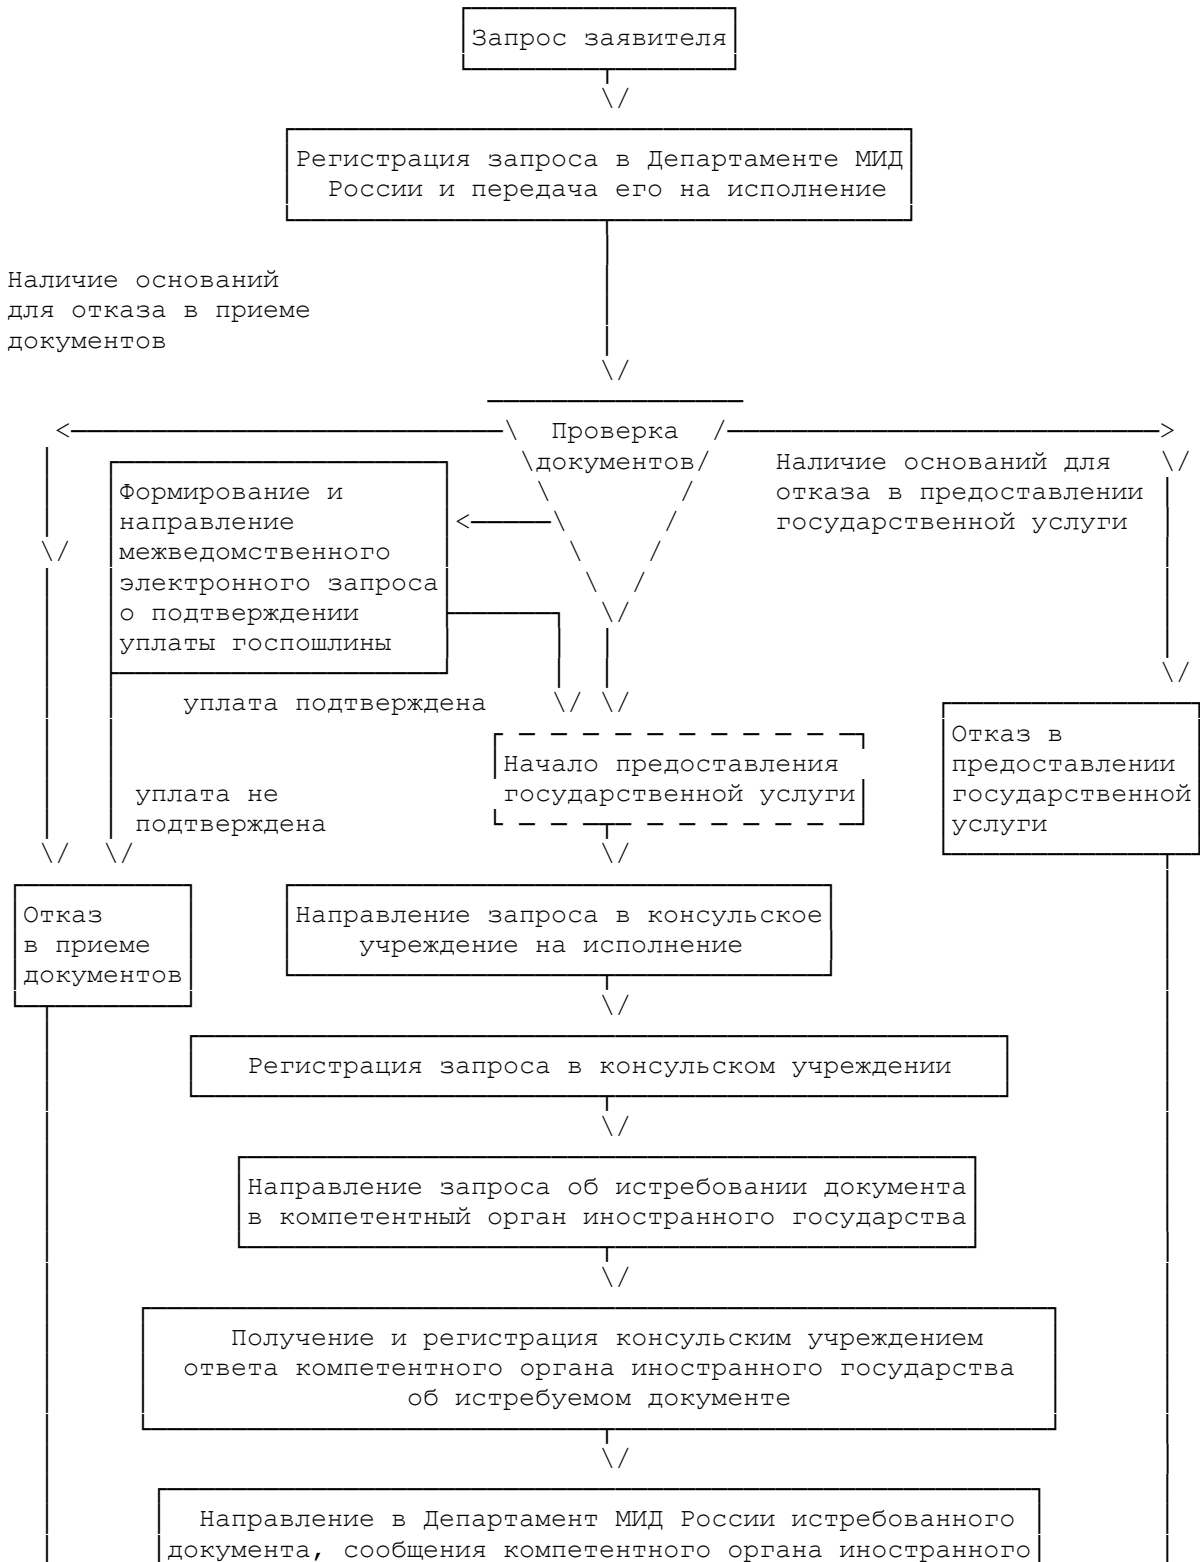 Запрос заявителя
Регистрация запроса в Департаменте МИД
России и передача его на исполнение
Наличие оснований
для отказа в приеме
документов
Проверка
документов
Наличие оснований для
отказа в предоставлении
государственной услуги
Формирование и
направление
межведомственного
электронного запроса
о подтверждении
уплаты госпошлины
уплата подтверждена
Отказ в
предоставлении
государственной
услуги
Начало предоставления
государственной услуги
уплата не
подтверждена
Отказ
в приеме
документов
Направление запроса в консульское
учреждение на исполнение
Регистрация запроса в консульском учреждении
Направление запроса об истребовании документа
в компетентный орган иностранного государства
Получение и регистрация консульским учреждением
ответа компетентного органа иностранного государства
об истребуемом документе
Направление в Департамент МИД России истребованного
документа, сообщения компетентного органа иностранного